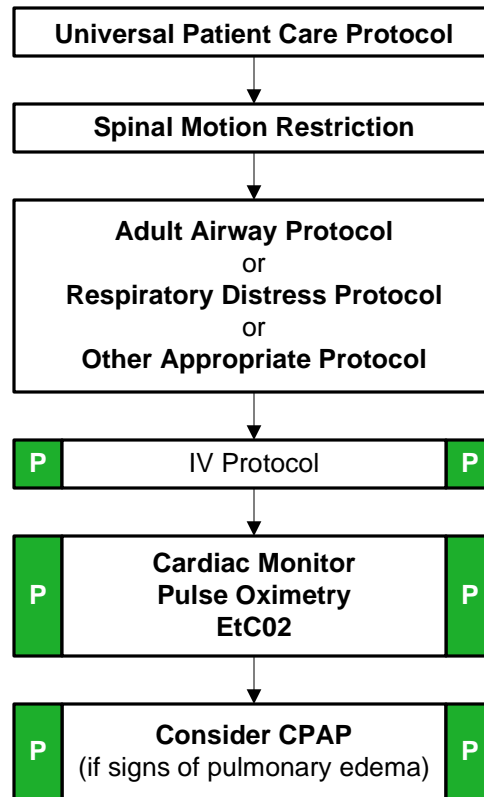 Universal Patient Care Protocol
Spinal Motion Restriction
Adult Airway Protocol
or
Respiratory Distress Protocol
or
Other Appropriate Protocol
P IV Protocol P
Cardiac Monitor
P Pulse Oximetry P
EtC02
P Consider CPAP P
(if signs of pulmonary edema)